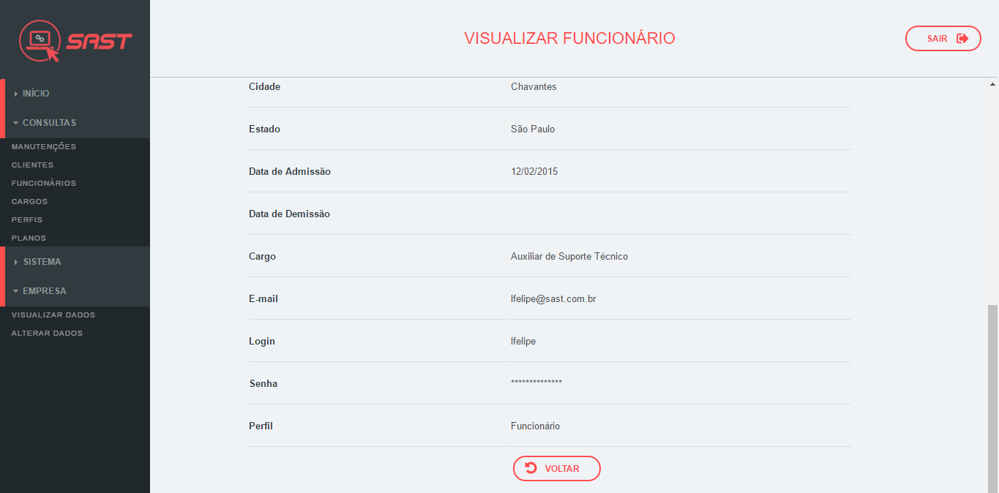 SAST
VISUALIZAR FUNCIONÁRIO
SAIR
INÍCIO
CONSULTAS
MANUTENÇÕES
CLIENTES
FUNCIONÁRIOS
CARGOS
PERFIS
PLANOS
SISTEMA
EMPRESA
VISUALIZAR DADOS
ALTERAR DADOS
Cidade Chavantes
Estado São Paulo
Data de Admissão 12/02/2015
Data de Demissão
Cargo Auxiliar de Suporte Técnico
E-mail lfelipe@sast.com.br
Login lfelipe
Senha **************
Perfil Funcionário
VOLTAR